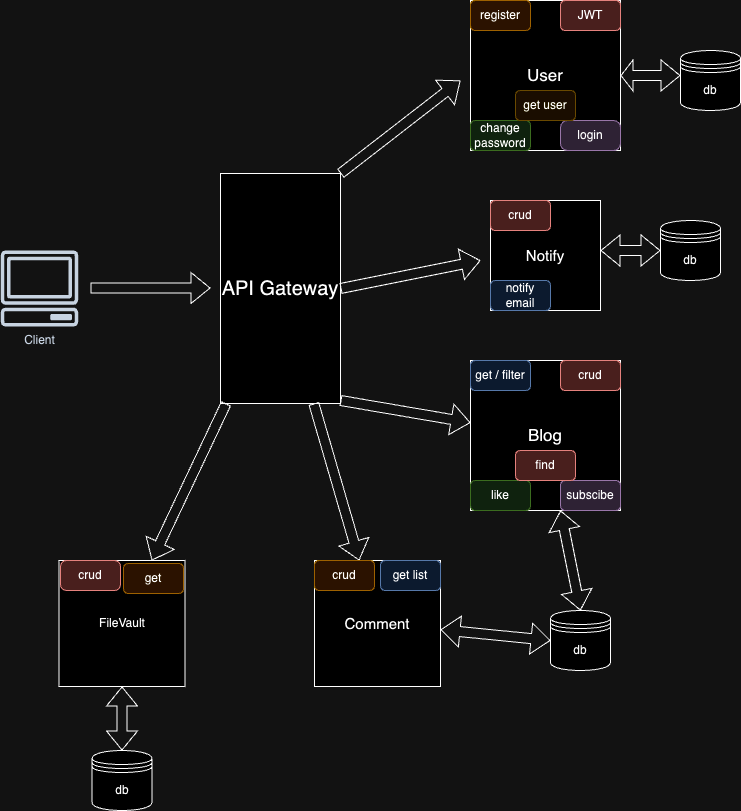 register
JWT
User
get user
change
password
login
db
crud
Notify
notify
email
db
API Gateway
Client
get / filter
crud
Blog
find
like
subscibe
crud
get
FileVault
crud
get list
Comment
db
db